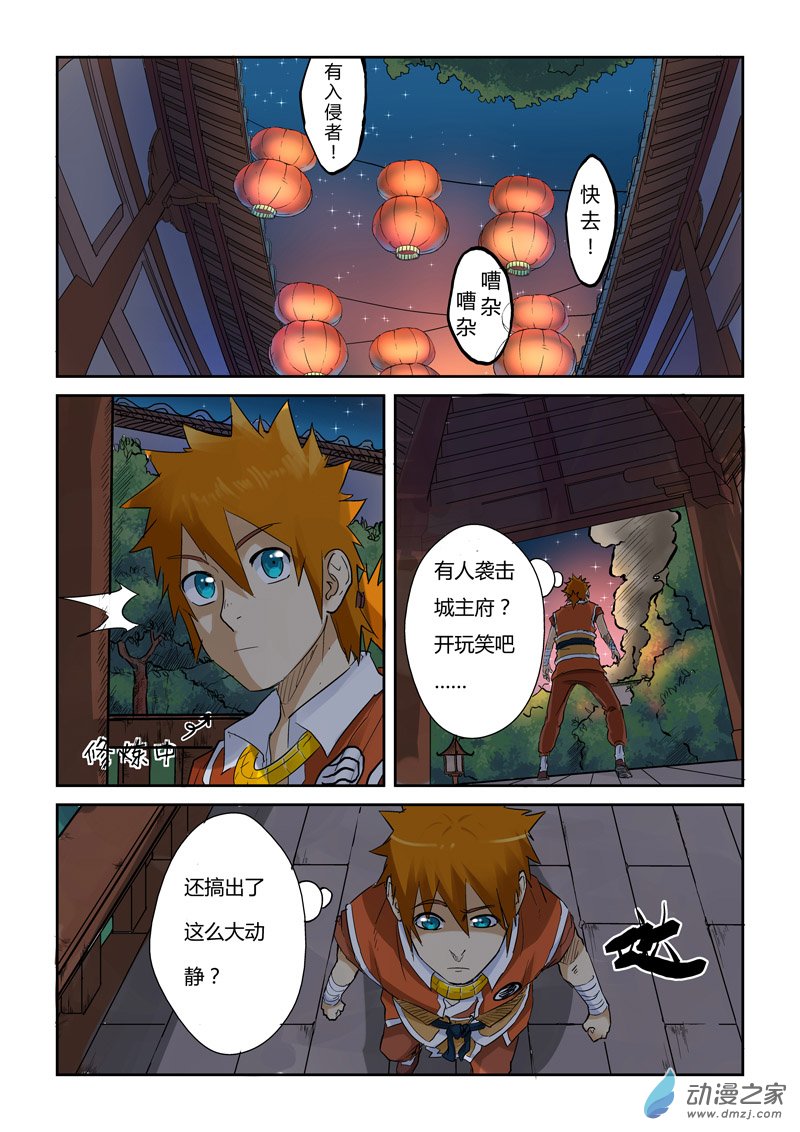 有入侵者！
快去！
嘈杂
嘈杂
修炼中
有人袭击
城主府？
开玩笑吧
……
还搞出了
这么大动
静？
动漫之家
www.dmzj.com